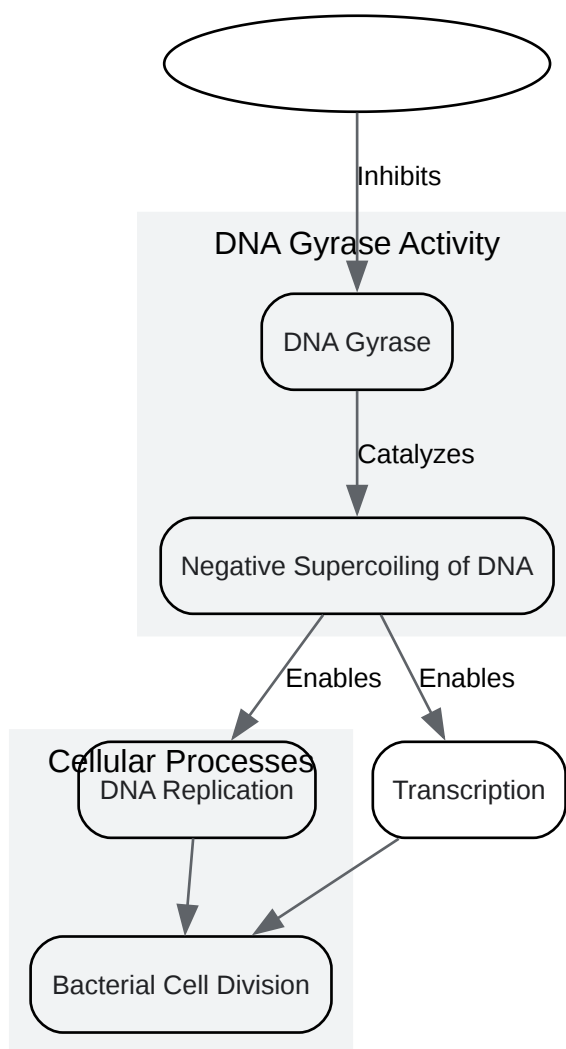 Inhibits
DNA Gyrase Activity
DNA Gyrase
Catalyzes
Negative Supercoiling of DNA
Enables
Enables
Cellular Processes
DNA Replication
Transcription
Bacterial Cell Division